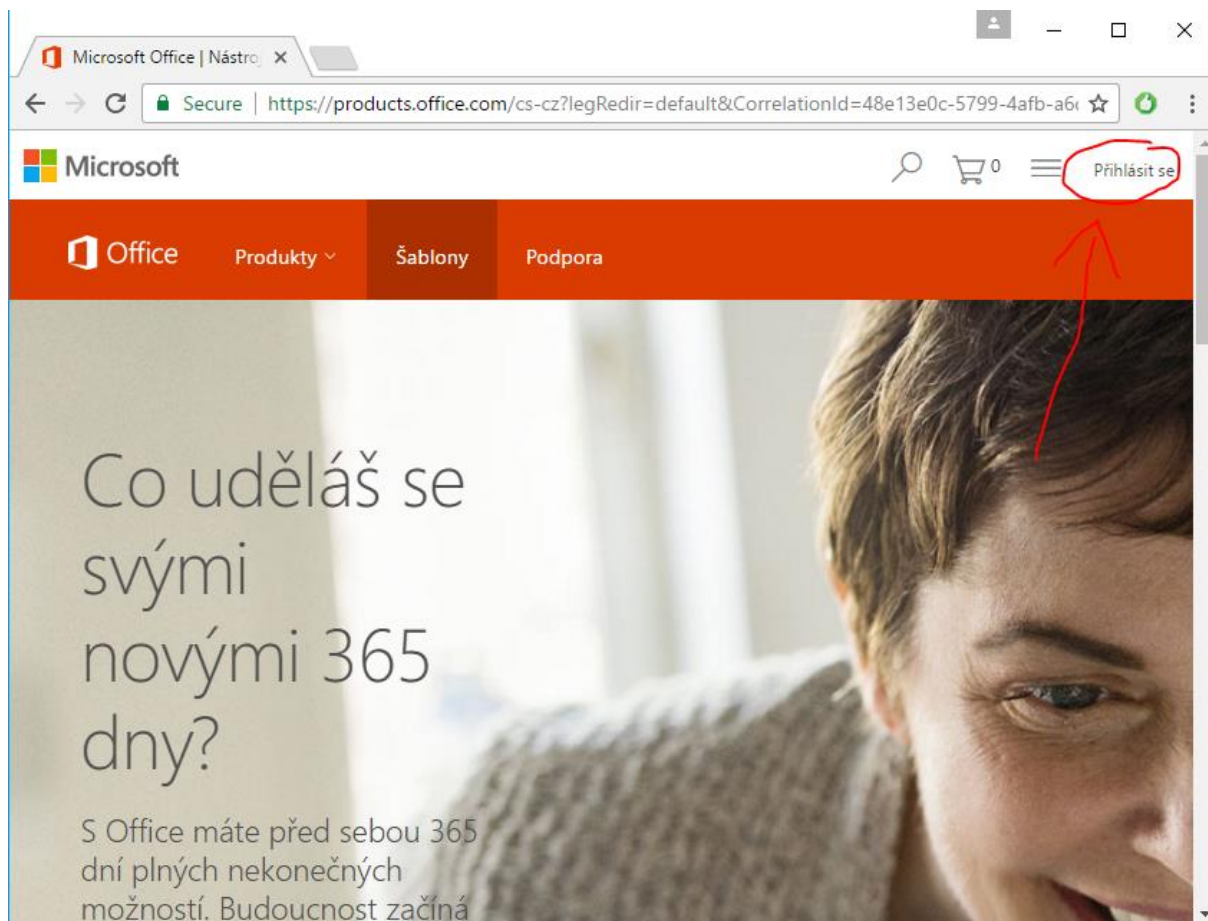 Microsoft Office | Nástro
Secure | https://products.office.com/cs-cz?legRedir=default&CorrelationId=48e13e0c-5799-4afb-a6
Microsoft
0
Přihlásit se
Office
Produkty
Šablony
Podpora
Co uděláš se
svými
novými 365
dny?
S Office máte před sebou 365
dní plných nekonečných
možností. Budoucnost začíná